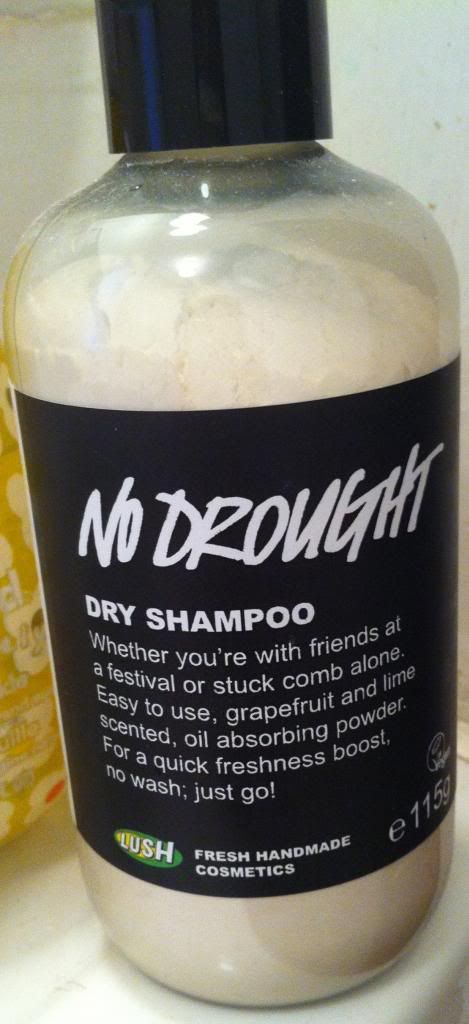 NO DROUGHT
DRY SHAMPOO
Whether you're with friends at
a festival or stuck comb alone.
Easy to use, grapefruit and lime
scented, oil absorbing powder.
For a quick freshness boost,
no wash; just go!
LUSH FRESH HANDMADE
COSMETICS
e 115g